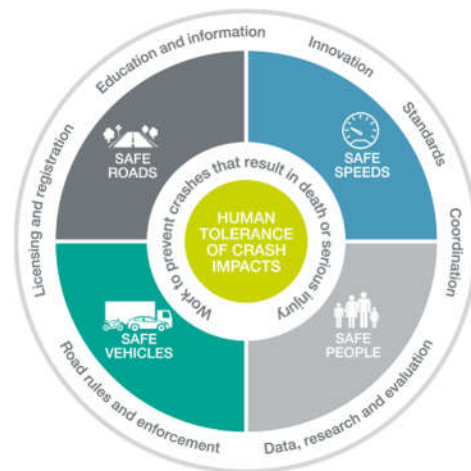 Education and information
Innovation
Standards
Coordination
Data, research and evaluation
Road rules and enforcement
Licensing and registration
SAFE
ROADS
SAFE
SPEEDS
Work to prevent crashes that result in death or serious injury
HUMAN
TOLERANCE
OF CRASH
IMPACTS
SAFE
VEHICLES
SAFE
PEOPLE